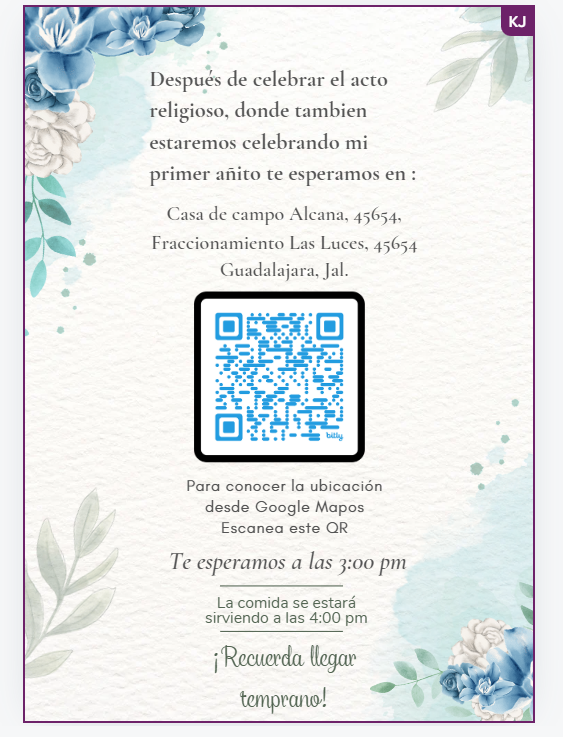 KJ
Después de celebrar el acto
religioso, donde tambien
estaremos celebrando mi
primer añito te esperamos en :
Casa de campo Alcana, 45654,
Fraccionamiento Las Luces, 45654
Guadalajara, Jal.
bitly
Para conocer la ubicación
desde Google Mapos
Escanea este QR
Te esperamos a las 3:00 pm
La comida se estará
sirviendo a las 4:00 pm
¡Recuerda llegar
temprano!